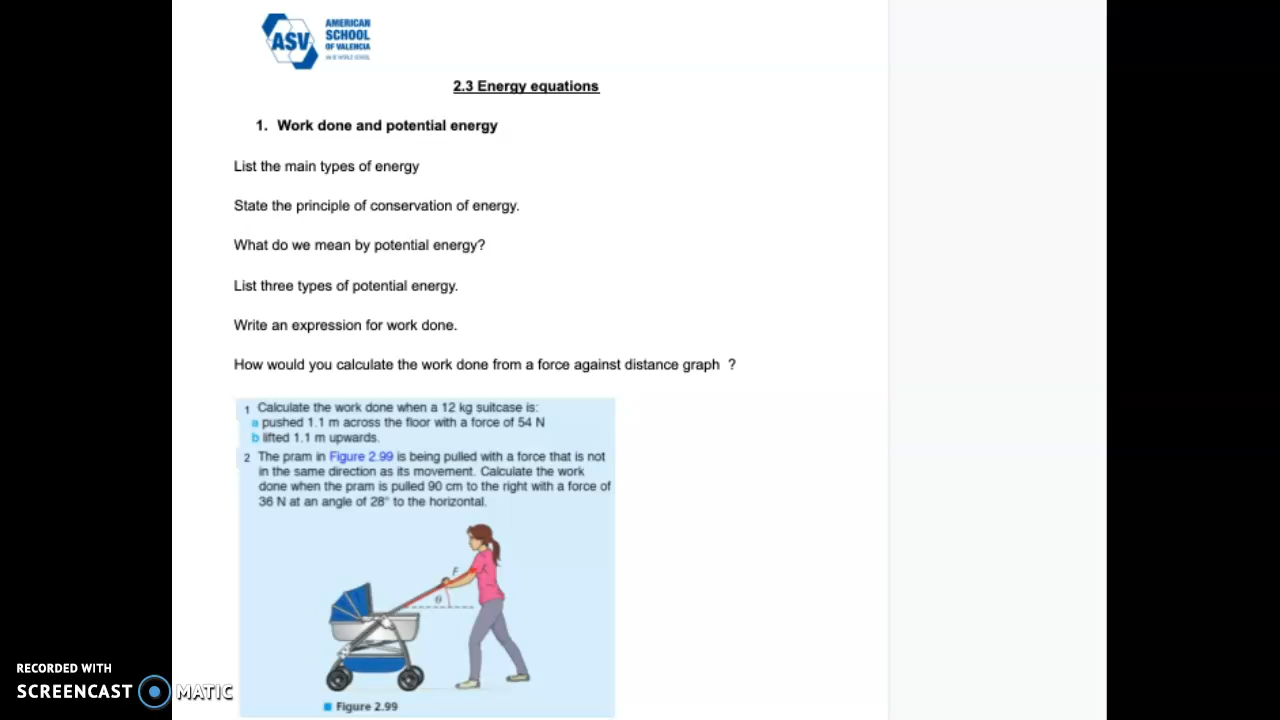 ASV
AMERICAN
SCHOOL
OF VALENCIA
AN IB WORLD SCHOOL
2.3 Energy equations
1. Work done and potential energy
List the main types of energy
State the principle of conservation of energy.
What do we mean by potential energy?
List three types of potential energy.
Write an expression for work done.
How would you calculate the work done from a force against distance graph ?
1 Calculate the work done when a 12 kg suitcase is:
a pushed 1.1 m across the floor with a force of 54 N
b lifted 1.1 m upwards.
2 The pram in Figure 2.99 is being pulled with a force that is not
in the same direction as its movement. Calculate the work
done when the pram is pulled 90 cm to the right with a force of
36 N at an angle of 28° to the horizontal.
F
θ
Figure 2.99
RECORDED WITH
SCREENCAST MATIC